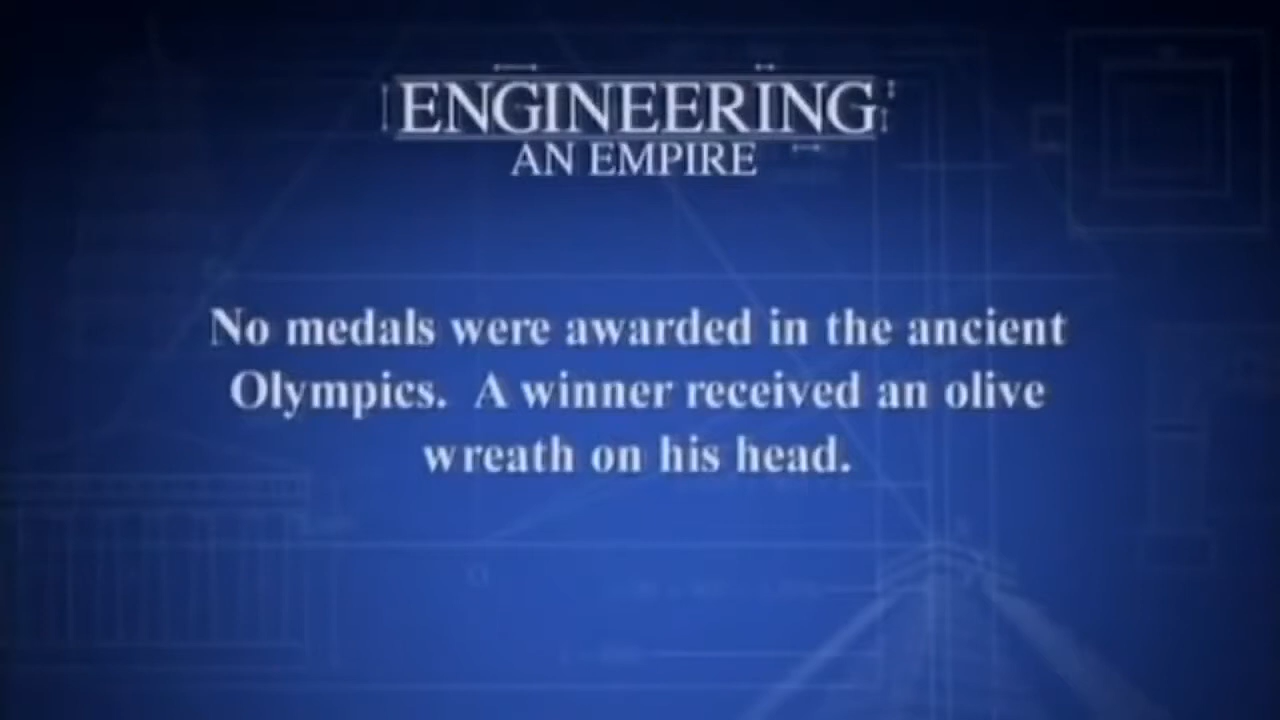 ENGINEERING
AN EMPIRE
No medals were awarded in the ancient
Olympics.  A winner received an olive
wreath on his head.